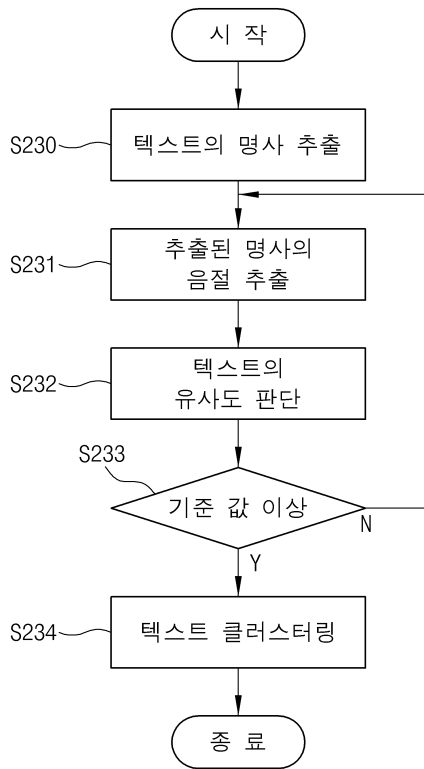 시 작
S230
텍스트의 명사 추출
S231
추출된 명사의
음절 추출
S232
텍스트의
유사도 판단
S233
기준 값 이상
N
Y
S234
텍스트 클러스터링
종 료